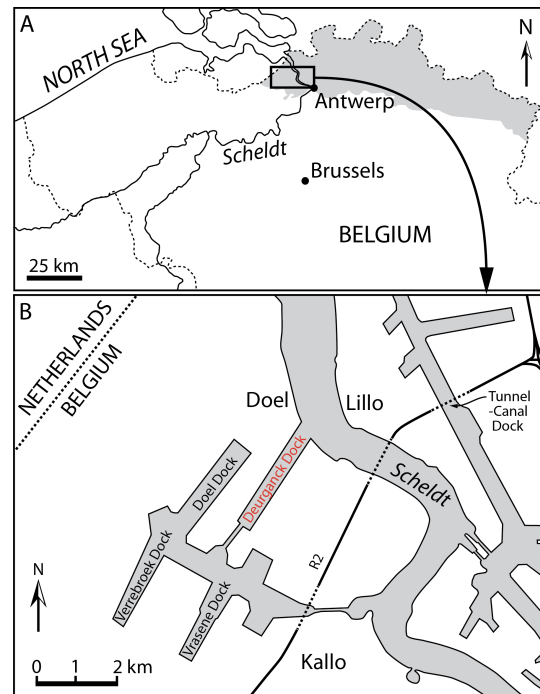 A
N
NORTH SEA
Antwerp
Scheldt
Brussels
BELGIUM
25 km
B
NETHERLANDS
BELGIUM
Doel
Lillo
Tunnel
-Canal
Dock
Scheldt
Deurganck Dock
Doel Dock
Verrebroek Dock
Vrasene Dock
R2
N
Kallo
0 1 2 km